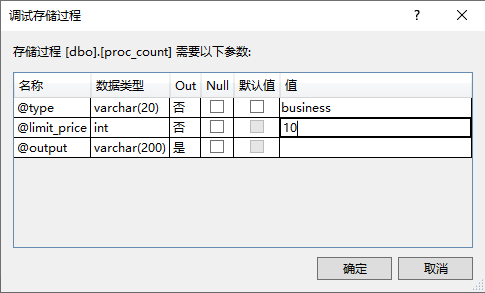 调试存储过程
存储过程 [dbo].[proc_count] 需要以下参数:
名称 数据类型 Out Null 默认值 值
@type varchar(20) 否 business
@limit_price int 否 10
@output varchar(200) 是
确定 取消